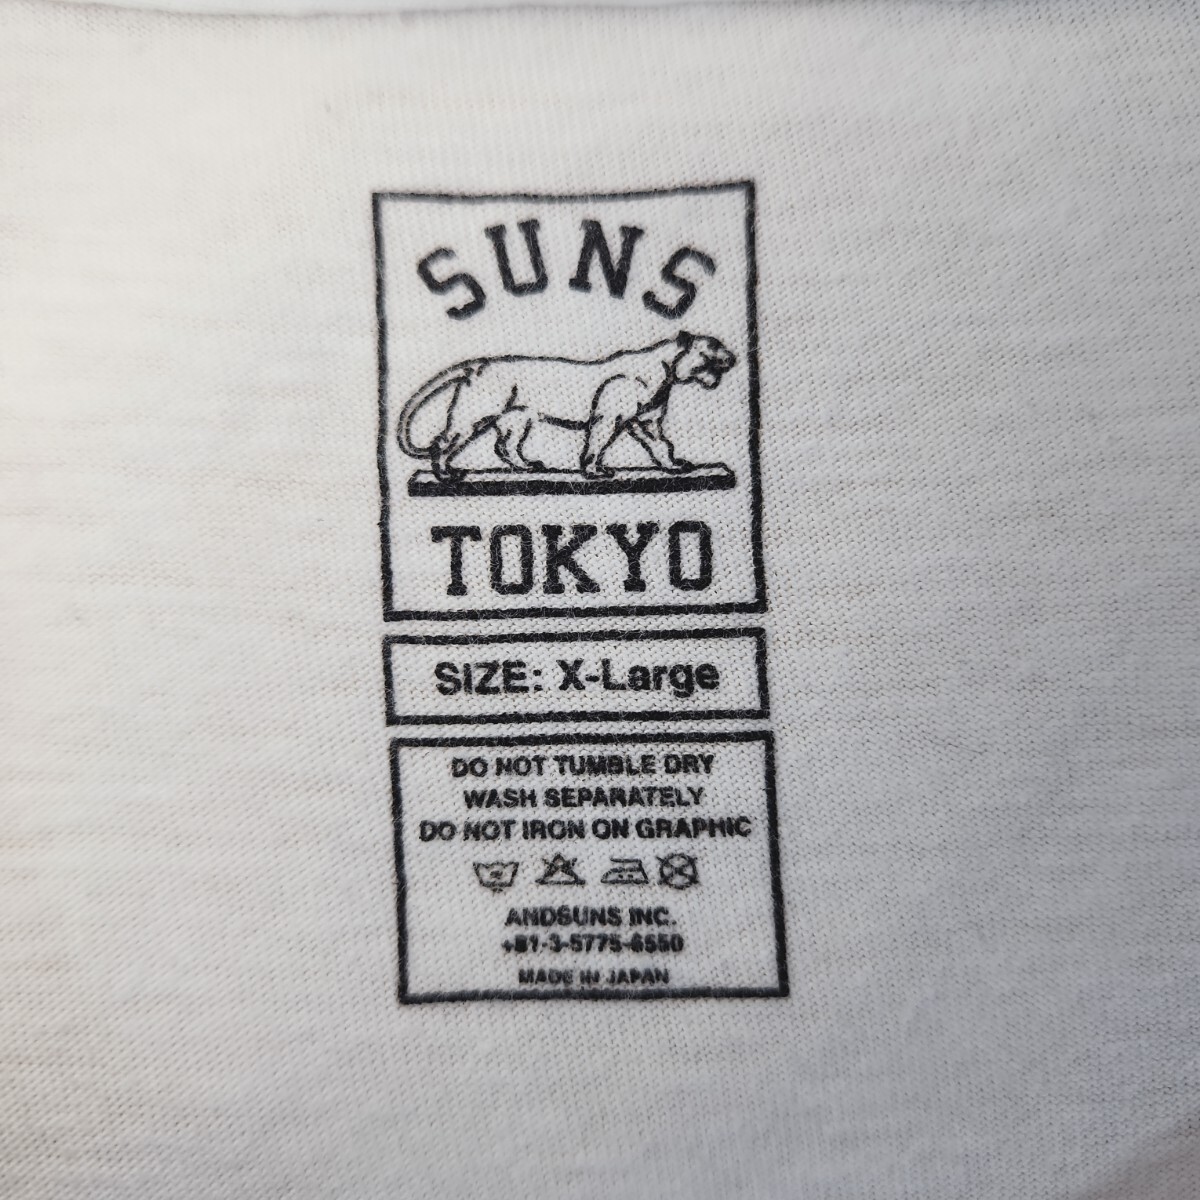 SUNS
TOKYO
SIZE: X-Large
DO NOT TUMBLE DRY
WASH SEPARATELY
DO NOT IRON ON GRAPHIC
ANDSUNS INC.
+81-3-5775-6550
MADE IN JAPAN